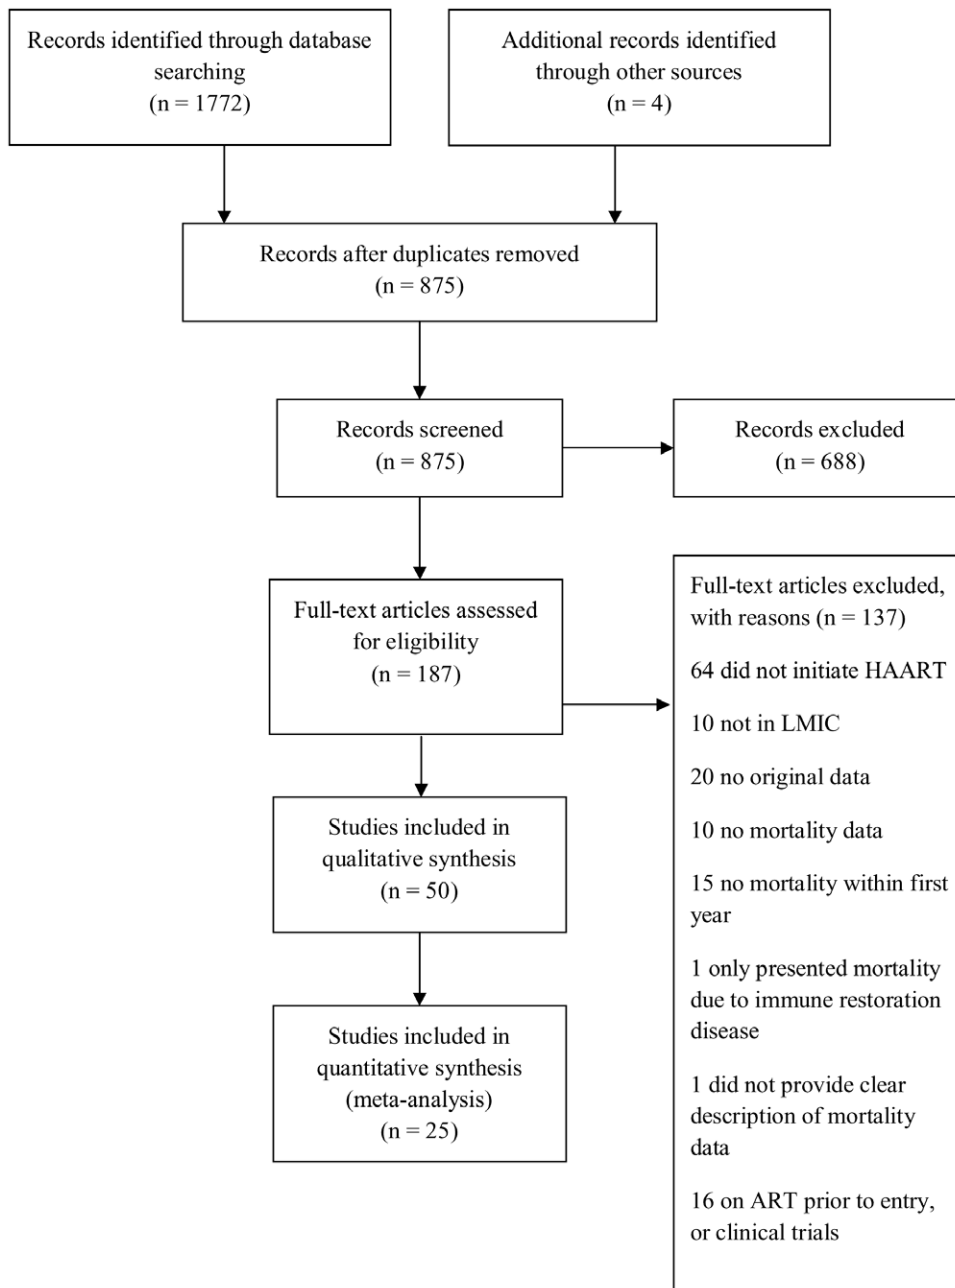 Records identified through database
searching
(n = 1772)
Additional records identified
through other sources
(n = 4)
Records after duplicates removed
(n = 875)
Records screened
(n = 875)
Records excluded
(n = 688)
Full-text articles assessed
for eligibility
(n = 187)
Full-text articles excluded,
with reasons (n = 137)
64 did not initiate HAART
10 not in LMIC
20 no original data
10 no mortality data
15 no mortality within first
year
1 only presented mortality
due to immune restoration
disease
1 did not provide clear
description of mortality
data
16 on ART prior to entry,
or clinical trials
Studies included in
qualitative synthesis
(n = 50)
Studies included in
quantitative synthesis
(meta-analysis)
(n = 25)